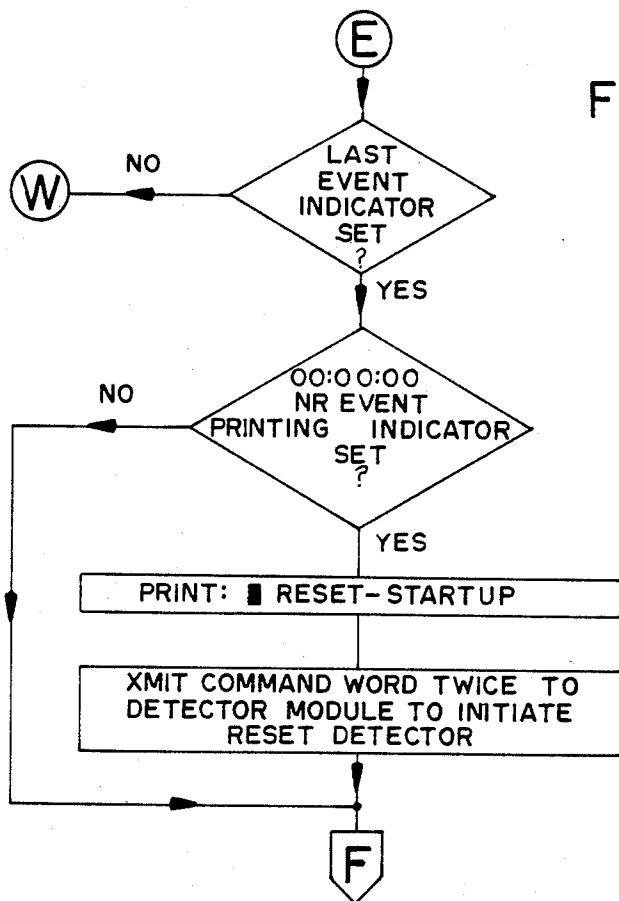 E
F
LAST
EVENT
INDICATOR
SET
?
NO
W
YES
00:00:00
NR EVENT
PRINTING INDICATOR
SET
?
NO
YES
PRINT: █ RESET-STARTUP
XMIT COMMAND WORD TWICE TO
DETECTOR MODULE TO INITIATE
RESET DETECTOR
F